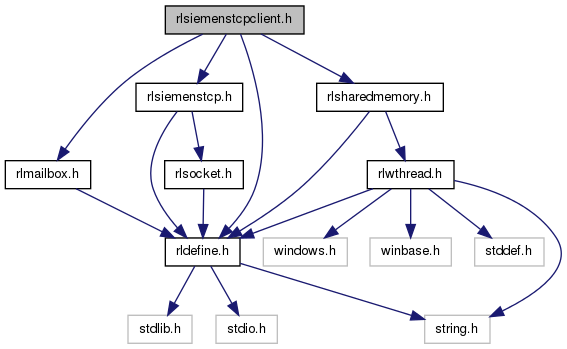 rlsiemenstcpclient.h
rlsiemenstcp.h
rlsharedmemory.h
rlmailbox.h
rlsocket.h
rlwthread.h
rldefine.h
windows.h
winbase.h
stddef.h
stdlib.h
stdio.h
string.h